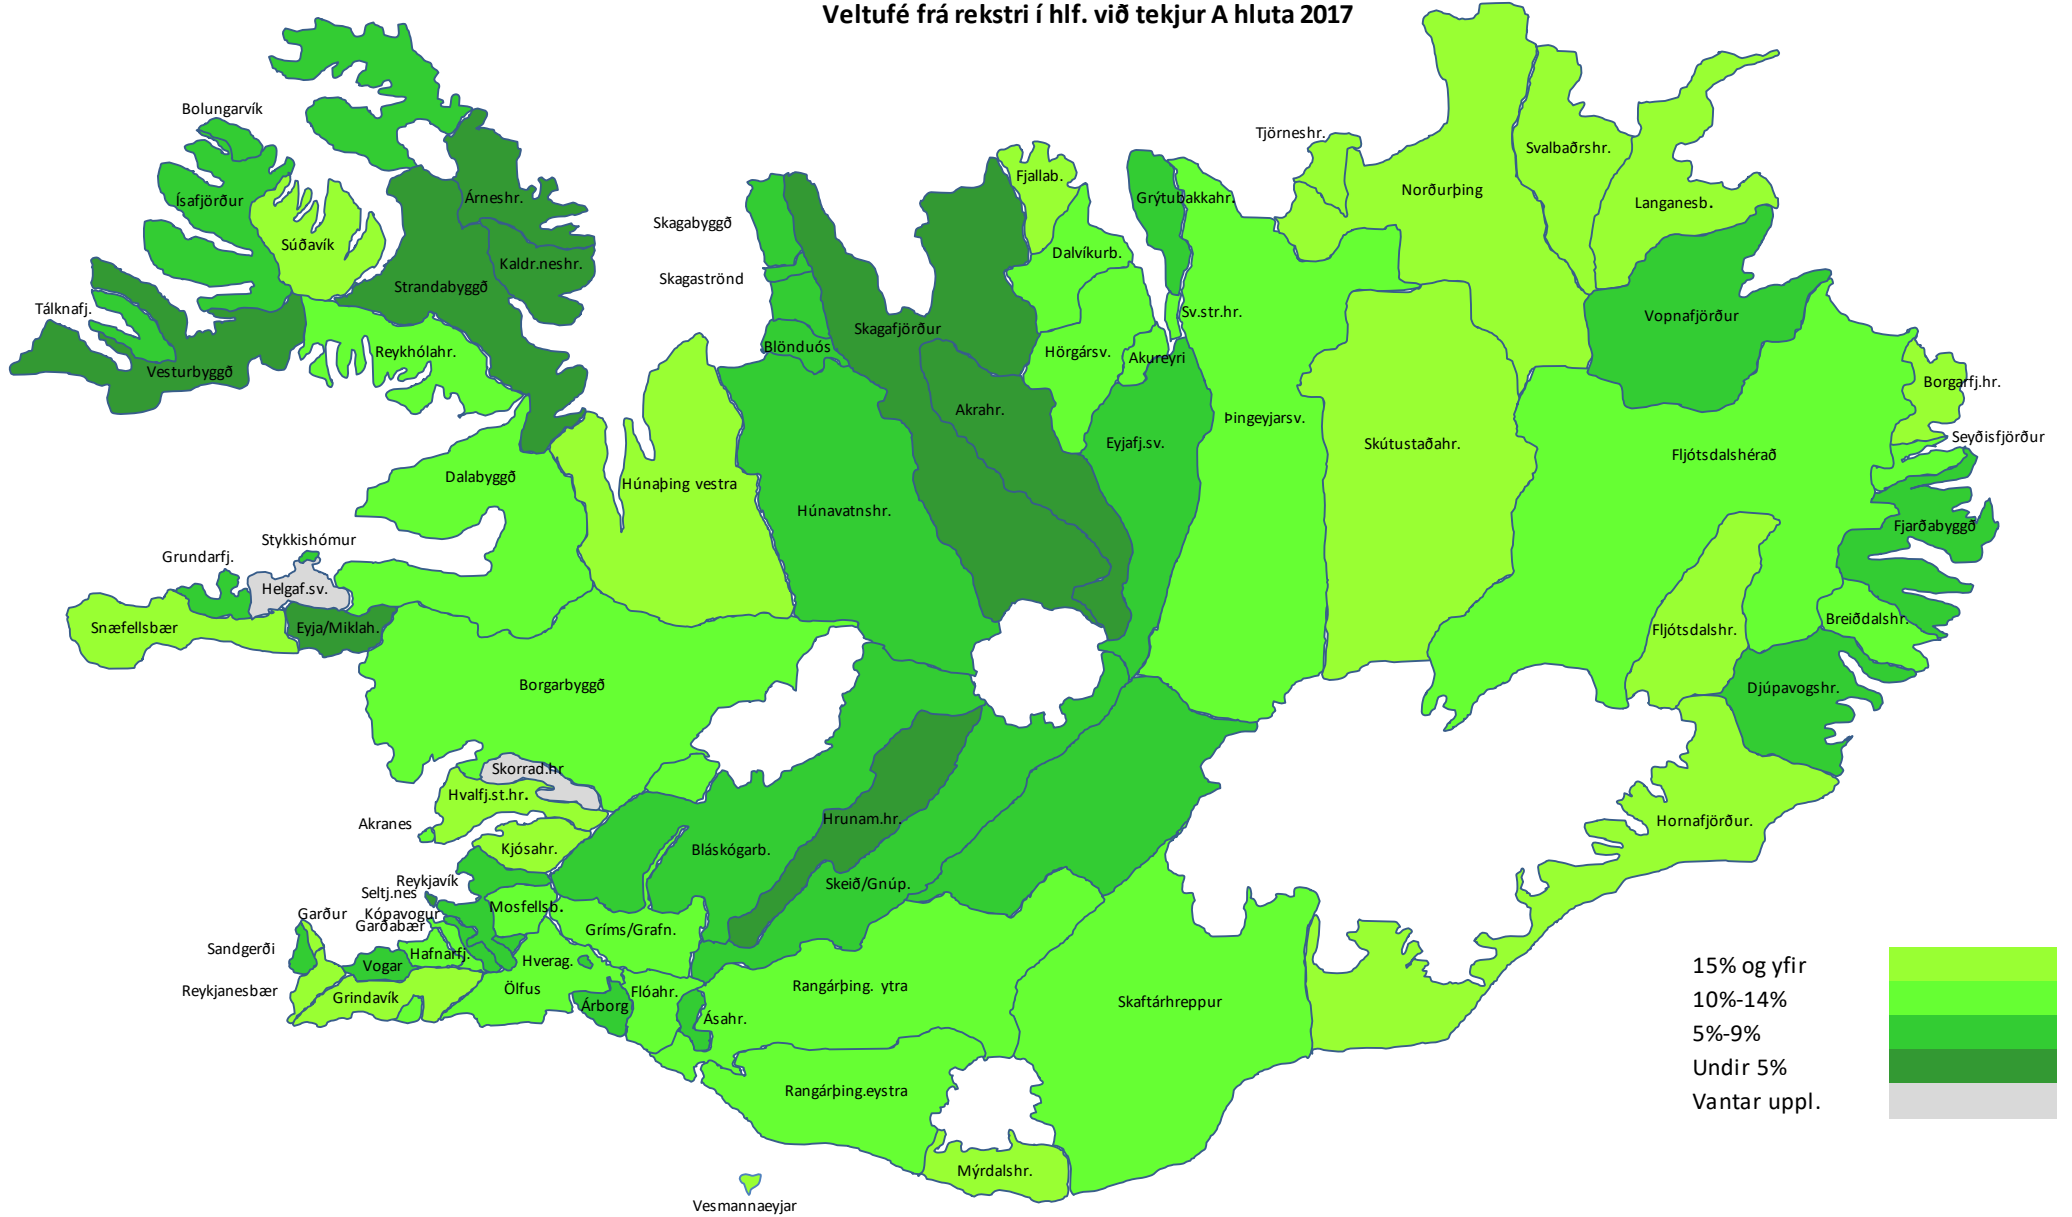 Veltufé frá rekstri í hlf. við tekjur A hluta 2017
Bolungarvík
Tjörneshr.
Svalbaðrshr.
Fjallab.
Norðurþing
Ísafjörður
Árneshr.
Grýtubakkahr.
Langanesb.
Skagabyggð
Súðavík
Dalvíkurb.
Kaldr.neshr.
Skagaströnd
Strandabyggð
Tálknafj.
Sv.str.hr.
Vopnafjörður
Skagafjörður
Blönduós
Reykhólahr.
Hörgársv.
Akureyri
Vesturbyggð
Borgarfj.hr.
Akrahr.
Þingeyjarsv.
Eyjafj.sv.
Skútustaðahr.
Seyðisfjörður
Fljótsdalshérað
Dalabyggð
Húnaþing vestra
Húnavatnshr.
Fjarðabyggð
Stykkishómur
Grundarfj.
Helgaf.sv.
Snæfellsbær
Eyja/Miklah.
Breiðdalshr.
Fljótsdalshr.
Borgarbyggð
Djúpavogshr.
Skorrad.hr
Hvalfj.st.hr.
Akranes
Hrunam.hr.
Hornafjörður.
Kjósahr.
Bláskógarb.
Reykjavík
Skeið/Gnúp.
Seltj.nes
Mosfellsb.
Garður
Kópavogur
Garðabær
Gríms/Grafn.
Sandgerði
Hafnarfj.
Vogar
Hverag.
15% og yfir
Reykjanesbær
Grindavík
Ölfus
Flóahr.
Rangárþing. ytra
10%-14%
Árborg
Skaftárhreppur
Ásahr.
5%-9%
Undir 5%
Rangárþing.eystra
Vantar uppl.
Mýrdalshr.
Vesmannaeyjar